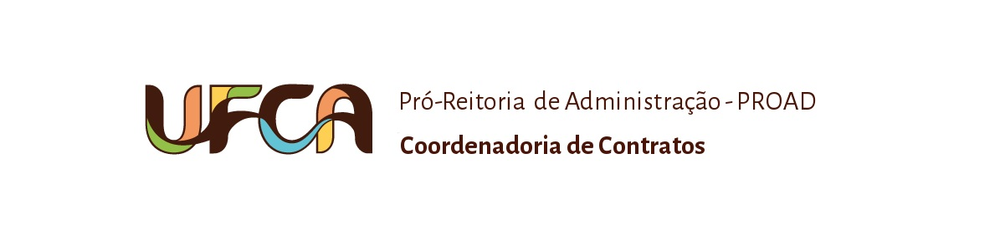 UFCA
Pró-Reitoria de Administração - PROAD
Coordenadoria de Contratos